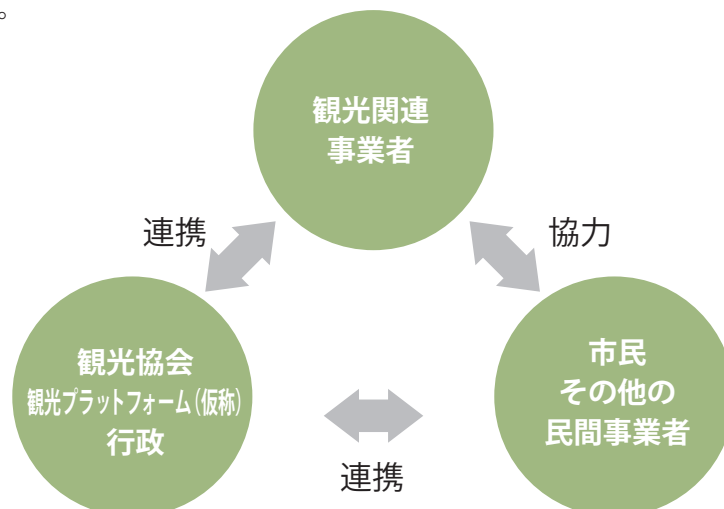 。
観光関連
事業者
連携
協力
観光協会
観光プラットフォーム(仮称)
行政
市民
その他の
民間事業者
連携